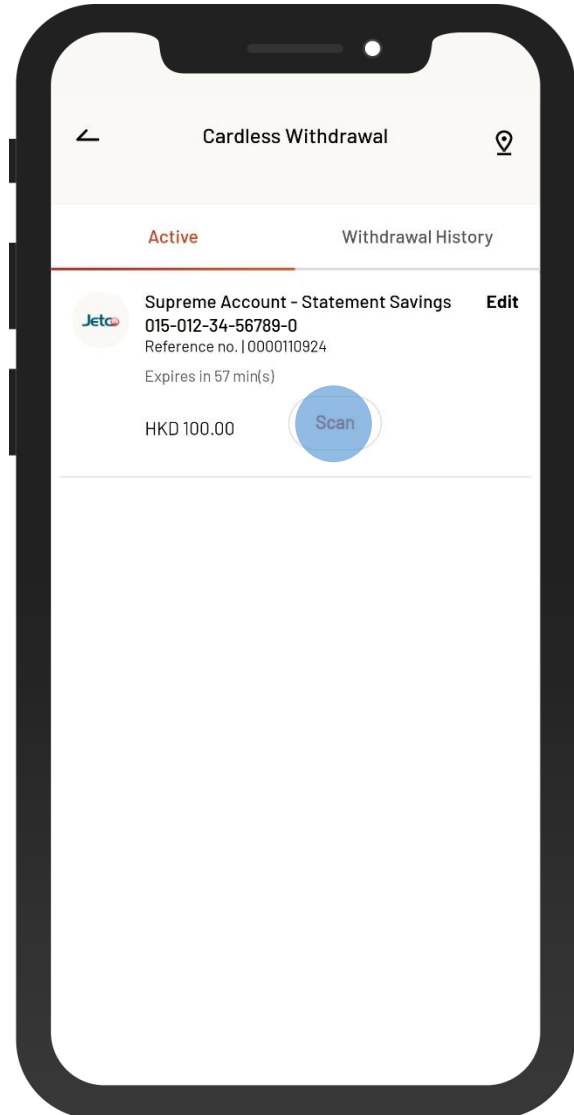 Cardless Withdrawal
Active
Withdrawal History
Jetco
Supreme Account - Statement Savings
Edit
015-012-34-56789-0
Reference no. | 0000110924
Expires in 57 min(s)
HKD 100.00
Scan